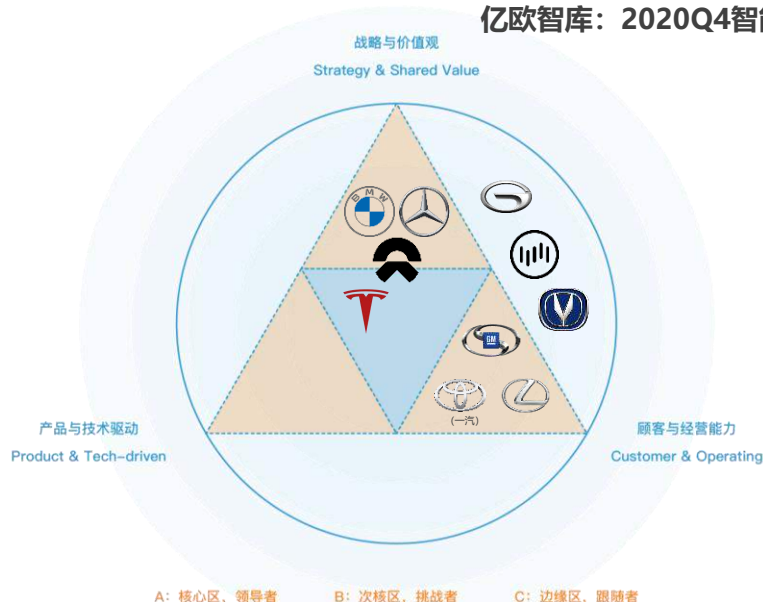 亿欧智库：2020Q4智能
战略与价值观
Strategy & Shared Value
BMW
GM
(一汽)
产品与技术驱动
Product & Tech-driven
顾客与经营能力
Customer & Operating
A：核心区、领导者
B：次核区、挑战者
C：边缘区、跟随者